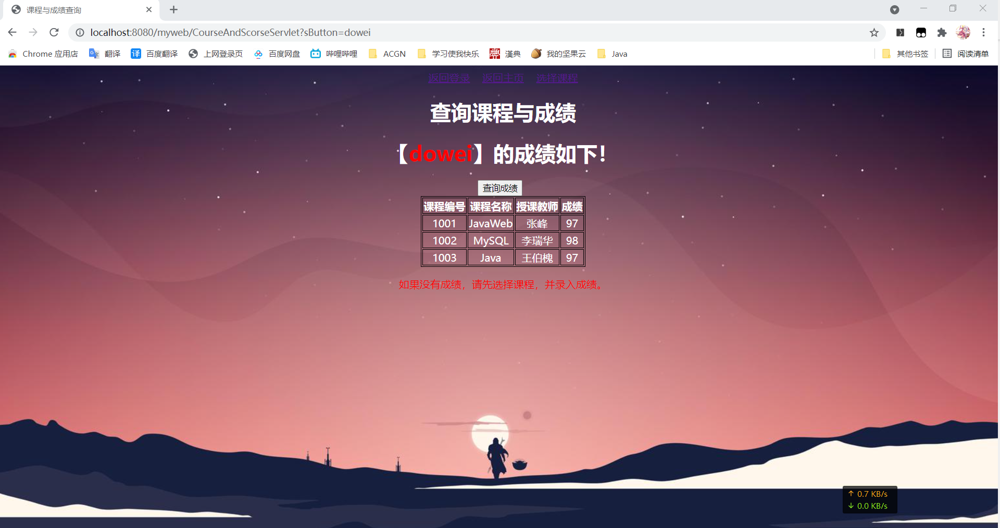 课程与成绩查询
localhost:8080/myweb/CourseAndScorseServlet?sButton=dowei
Chrome 应用店 翻译 百度翻译 上网登录页 百度网盘 哔哩哔哩 ACGN 学习使我快乐 漢典 我的坚果云 Java 其他书签 阅读清单
返回登录 返回主页 选择课程
查询课程与成绩
【dowei】的成绩如下！
查询成绩
课程编号 课程名称 授课教师 成绩
1001 JavaWeb 张峰 97
1002 MySQL 李瑞华 98
1003 Java 王伯槐 97
如果没有成绩，请先选择课程，并录入成绩。
↑ 0.7 KB/s
↓ 0.0 KB/s